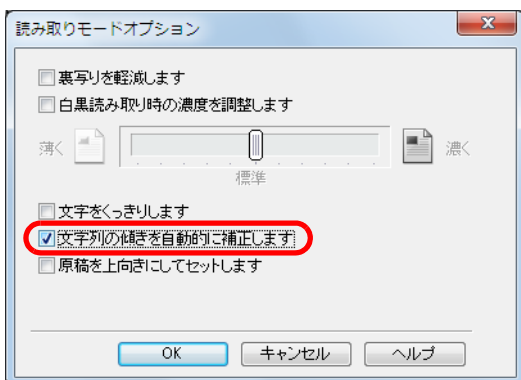 読み取りモードオプション
裏写りを軽減します
白黒読み取り時の濃度を調整します
薄く 濃く
標準
文字をくっきりします
文字列の傾きを自動的に補正します
原稿を上向きにしてセットします
OK キャンセル ヘルプ